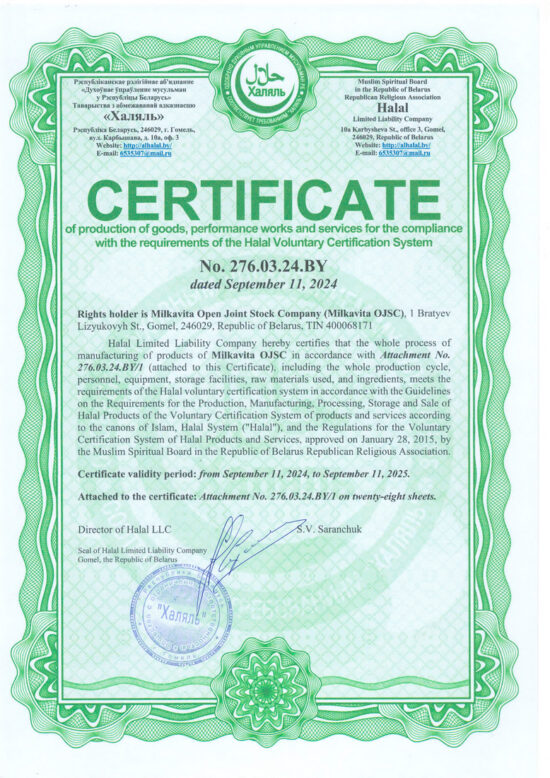 Рэспубліканскае рэлігійнае аб'яднанне
«Духоўнае ўпраўленне мусульман
у Рэспубліцы Беларусь»
Таварыства з абмежаванай адказнасцю
«Халяль»
Рэспубліка Беларусь, 246029, г. Гомель,
вул. Карбышава, д. 10а, оф. 3
Website: http://alhalal.by/
E-mail: 6535307@mail.ru
حلال
Халяль
Muslim Spiritual Board
in the Republic of Belarus
Republican Religious Association
Halal
Limited Liability Company
10a Karbysheva St., office 3, Gomel,
246029, Republic of Belarus
Website: http://alhalal.by/
E-mail: 6535307@mail.ru
CERTIFICATE
of production of goods, performance works and services for the compliance
with the requirements of the Halal Voluntary Certification System
No. 276.03.24.BY
dated September 11, 2024
Rights holder is Milkavita Open Joint Stock Company (Milkavita OJSC), 1 Bratyev
Lizyukovyh St., Gomel, 246029, Republic of Belarus, TIN 400068171
Halal Limited Liability Company hereby certifies that the whole process of
manufacturing of products of Milkavita OJSC in accordance with Attachment No.
276.03.24.BY/1 (attached to this Certificate), including the whole production cycle,
personnel, equipment, storage facilities, raw materials used, and ingredients, meets the
requirements of the Halal voluntary certification system in accordance with the Guidelines
on the Requirements for the Production, Manufacturing, Processing, Storage and Sale of
Halal Products of the Voluntary Certification System of products and services according
to the canons of Islam, Halal System ("Halal"), and the Regulations for the Voluntary
Certification System of Halal Products and Services, approved on January 28, 2015, by
the Muslim Spiritual Board in the Republic of Belarus Republican Religious Association.
Certificate validity period: from September 11, 2024, to September 11, 2025.
Attached to the certificate: Attachment No. 276.03.24.BY/1 on twenty-eight sheets.
Director of Halal LLC
S.V. Saranchuk
Seal of Halal Limited Liability Company
Gomel, the Republic of Belarus
"Халяль"